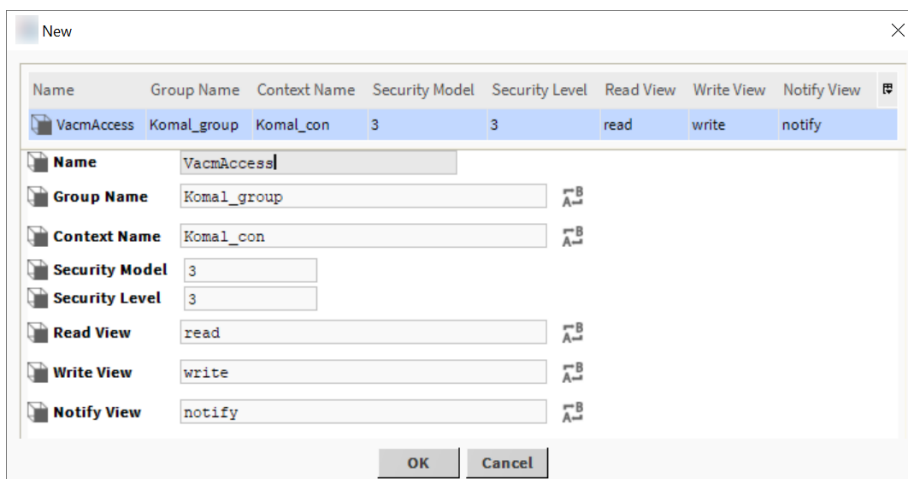 New
Name Group Name Context Name Security Model Security Level Read View Write View Notify View
VacmAccess Komal_group Komal_con 3 3 read write notify
Name VacmAccess
Group Name Komal_group
Context Name Komal_con
Security Model 3
Security Level 3
Read View read
Write View write
Notify View notify
OK Cancel